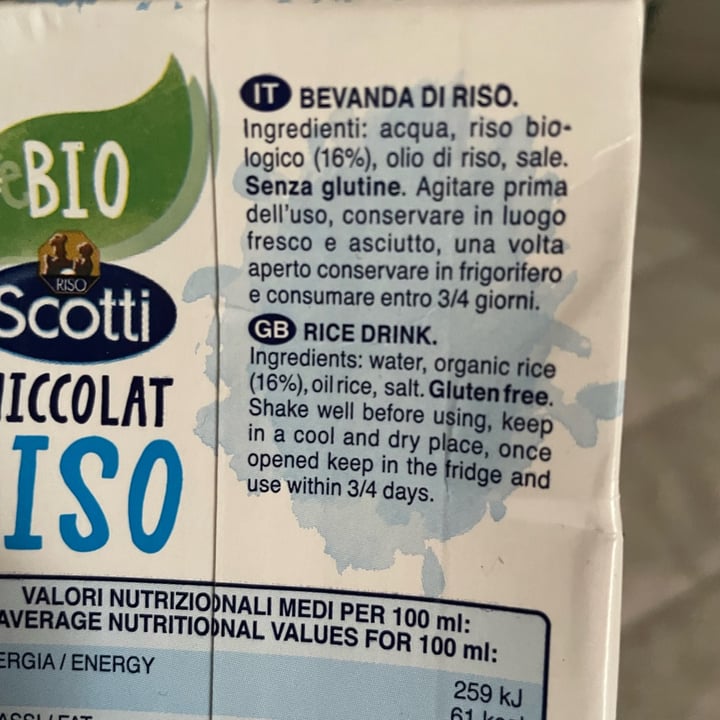 BIO
RISO
Scotti
ICCOLAT
ISO
IT BEVANDA DI RISO.
Ingredienti: acqua, riso bio-
logico (16%), olio di riso, sale.
Senza glutine. Agitare prima
dell'uso, conservare in luogo
fresco e asciutto, una volta
aperto conservare in frigorifero
e consumare entro 3/4 giorni.
GB RICE DRINK.
Ingredients: water, organic rice
(16%), oil rice, salt. Gluten free.
Shake well before using, keep
in a cool and dry place, once
opened keep in the fridge and
use within 3/4 days.
VALORI NUTRIZIONALI MEDI PER 100 ml:
AVERAGE NUTRITIONAL VALUES FOR 100 ml:
ERGIA / ENERGY
259 kJ
61